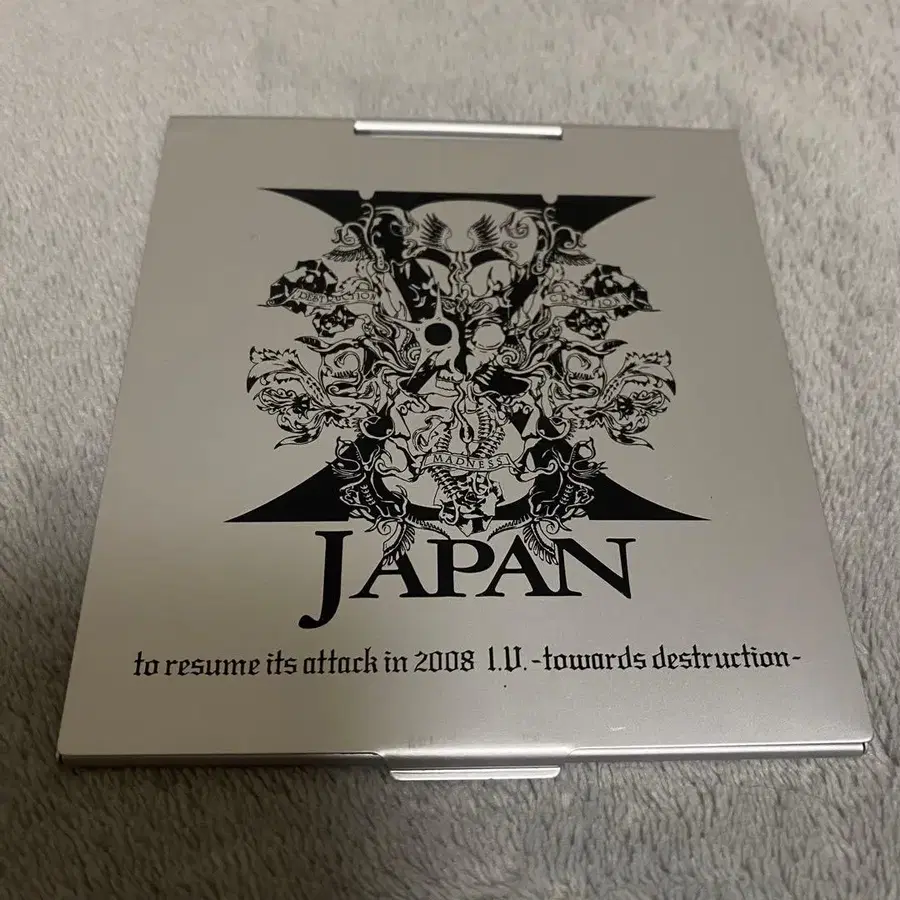 DESTRUCTION
CREATION
MADNESS
X
JAPAN
to resume its attack in 2008 I.V. -towards destruction-